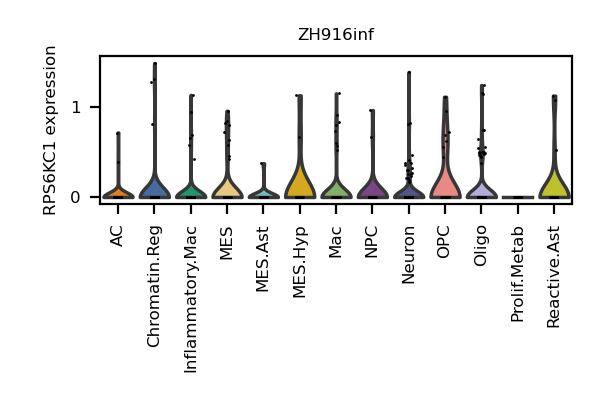 ZH916inf
RPS6KC1 expression
1
0
AC
Chromatin.Reg
Inflammatory.Mac
MES
MES.Ast
MES.Hyp
Mac
NPC
Neuron
OPC
Oligo
Prolif.Metab
Reactive.Ast